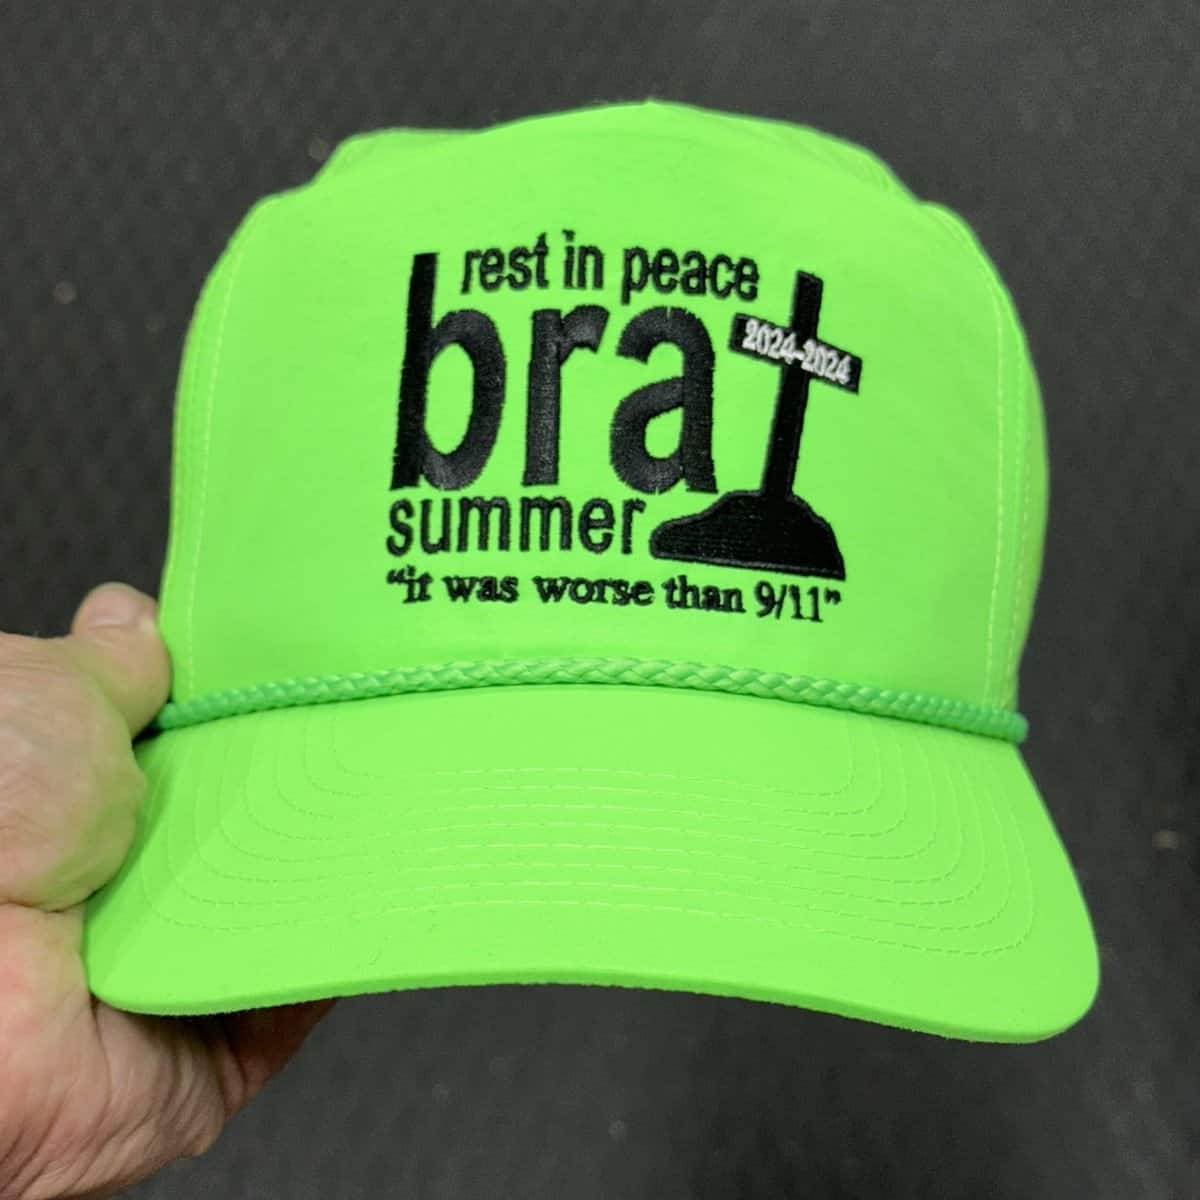 rest in peace
brat
2024-2024
summer
"it was worse than 9/11"